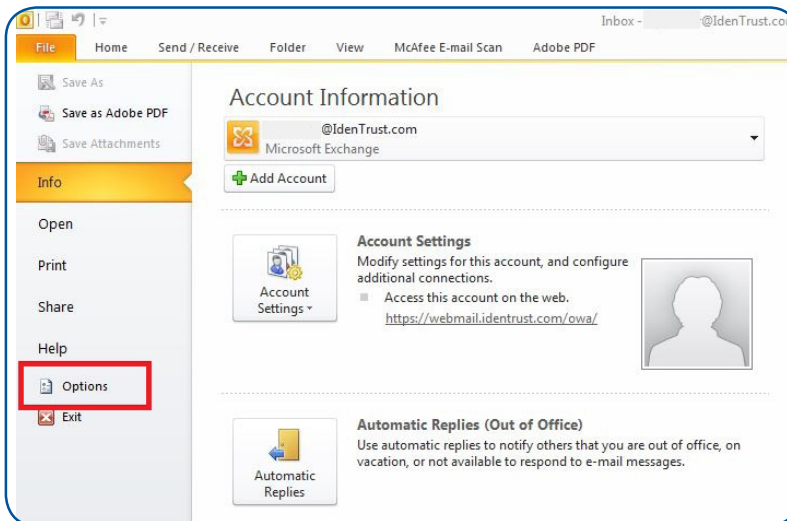 Inbox - @IdenTrust.com
File Home Send / Receive Folder View McAfee E-mail Scan Adobe PDF
Save As
Save as Adobe PDF
Save Attachments
Info
Open
Print
Share
Help
Options
Exit
Account Information
@IdenTrust.com
Microsoft Exchange
Add Account
Account
Settings
Account Settings
Modify settings for this account, and configure
additional connections.
Access this account on the web.
https://webmail.identrust.com/owa/
Automatic
Replies
Automatic Replies (Out of Office)
Use automatic replies to notify others that you are out of office, on
vacation, or not available to respond to e-mail messages.